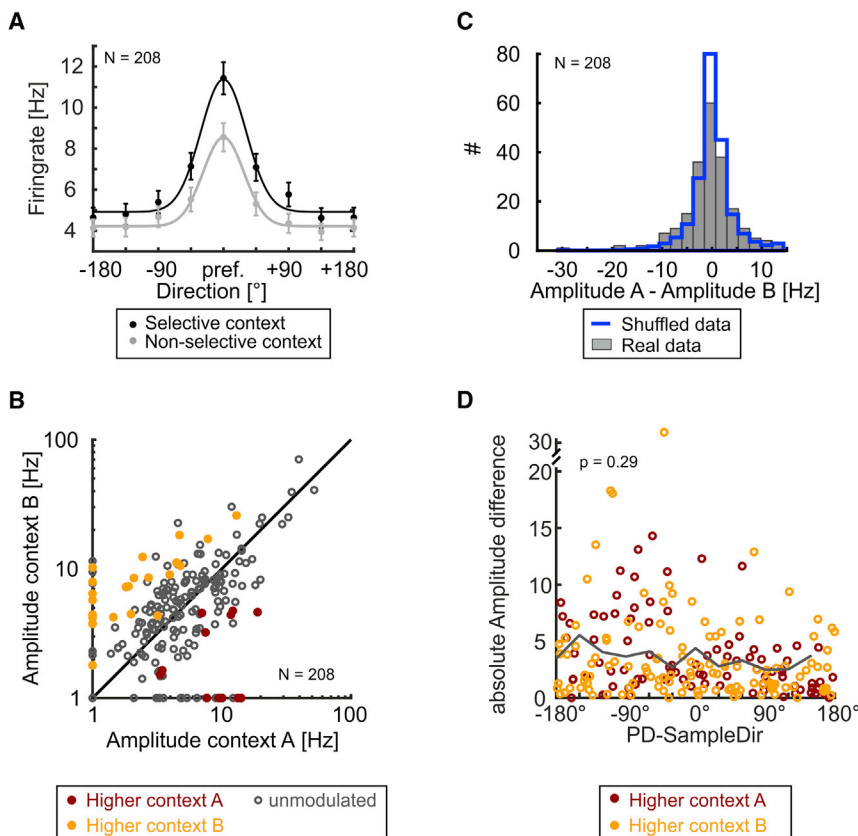 A
N = 208
Firingrate [Hz]
12
10
8
6
4
-180 -90 pref. +90 +180
Direction [°]
Selective context
Non-selective context
C
N = 208
#
80
60
40
20
0
-30 -20 -10 0 10
Amplitude A - Amplitude B [Hz]
Shuffled data
Real data
B
Amplitude context B [Hz]
100
10
1
N = 208
1 10 100
Amplitude context A [Hz]
Higher context A
unmodulated
Higher context B
D
absolute Amplitude difference
30
20
15
10
5
0
p = 0.29
-180 -90 0° 90 180°
PD-SampleDir
Higher context A
Higher context B